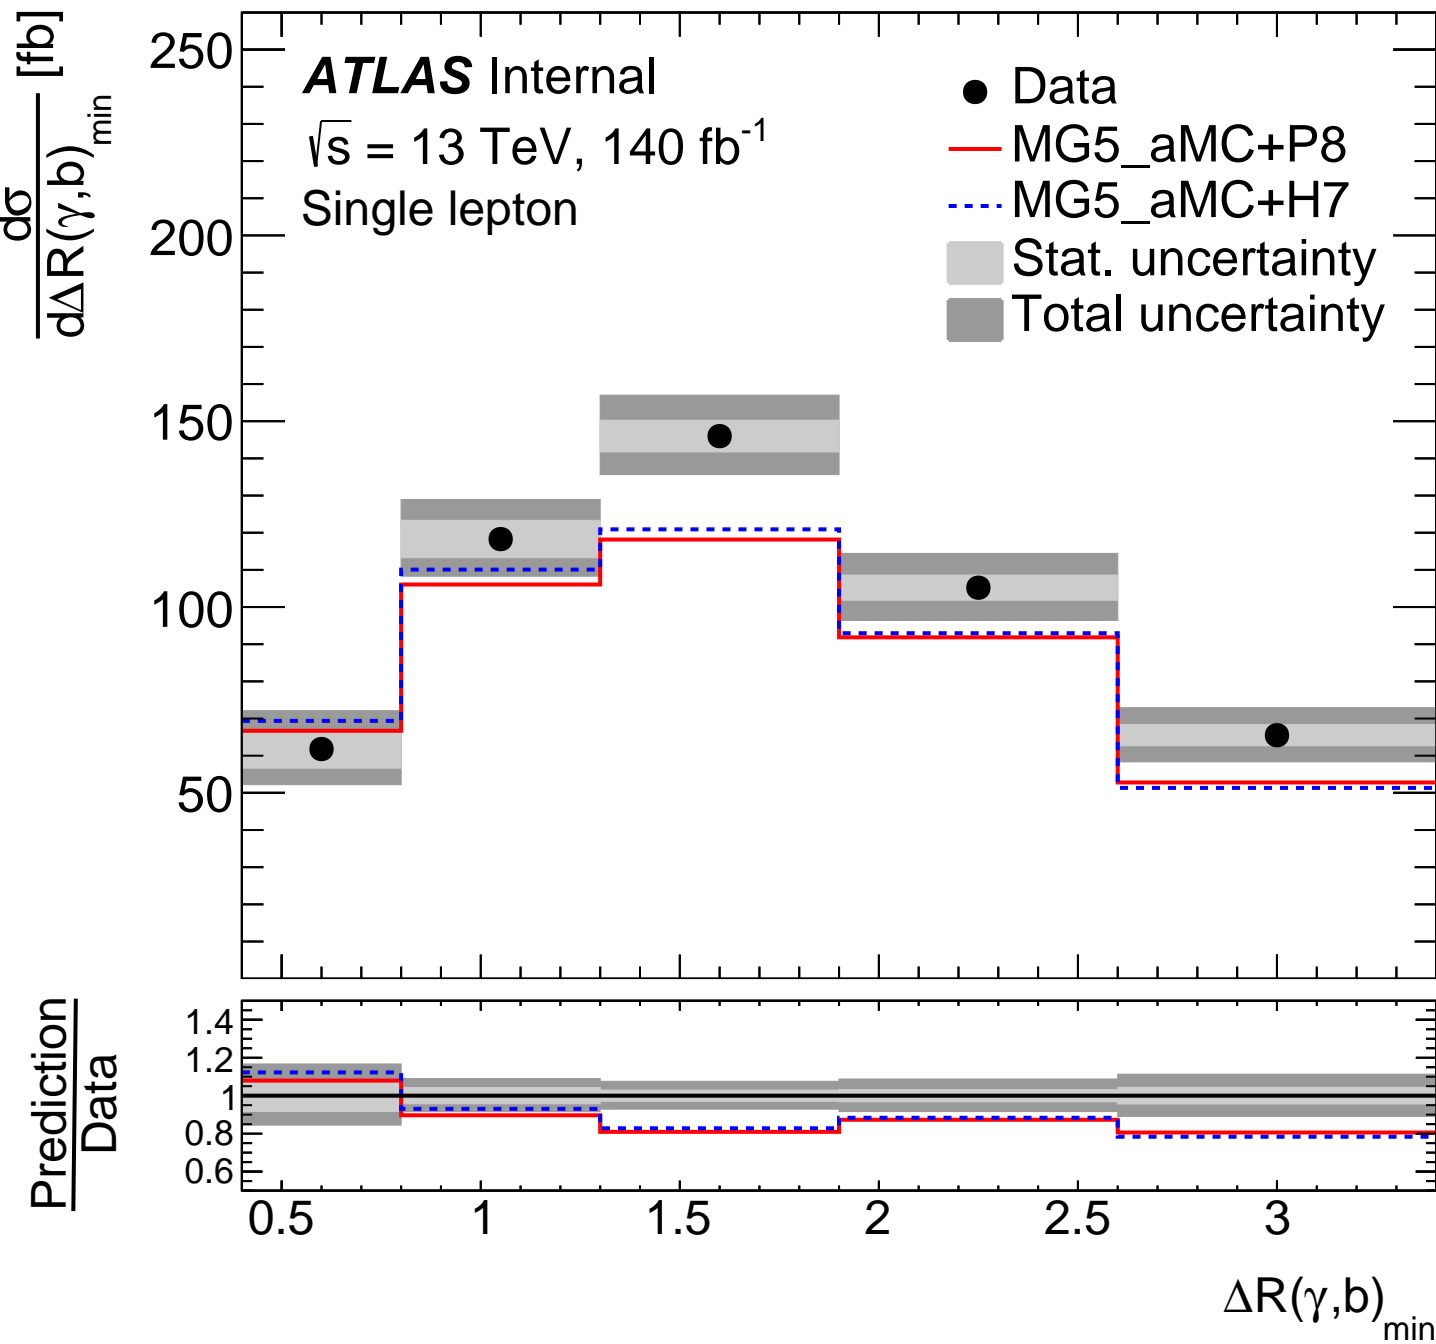 dσ
dΔR(γ,b)min [fb]
250
200
150
100
50
ATLAS Internal
√s = 13 TeV, 140 fb-1
Single lepton
Data
MG5_aMC+P8
MG5_aMC+H7
Stat. uncertainty
Total uncertainty
Prediction
Data
1.4
1.2
1
0.8
0.6
0.5 1 1.5 2 2.5 3
ΔR(γ,b)min